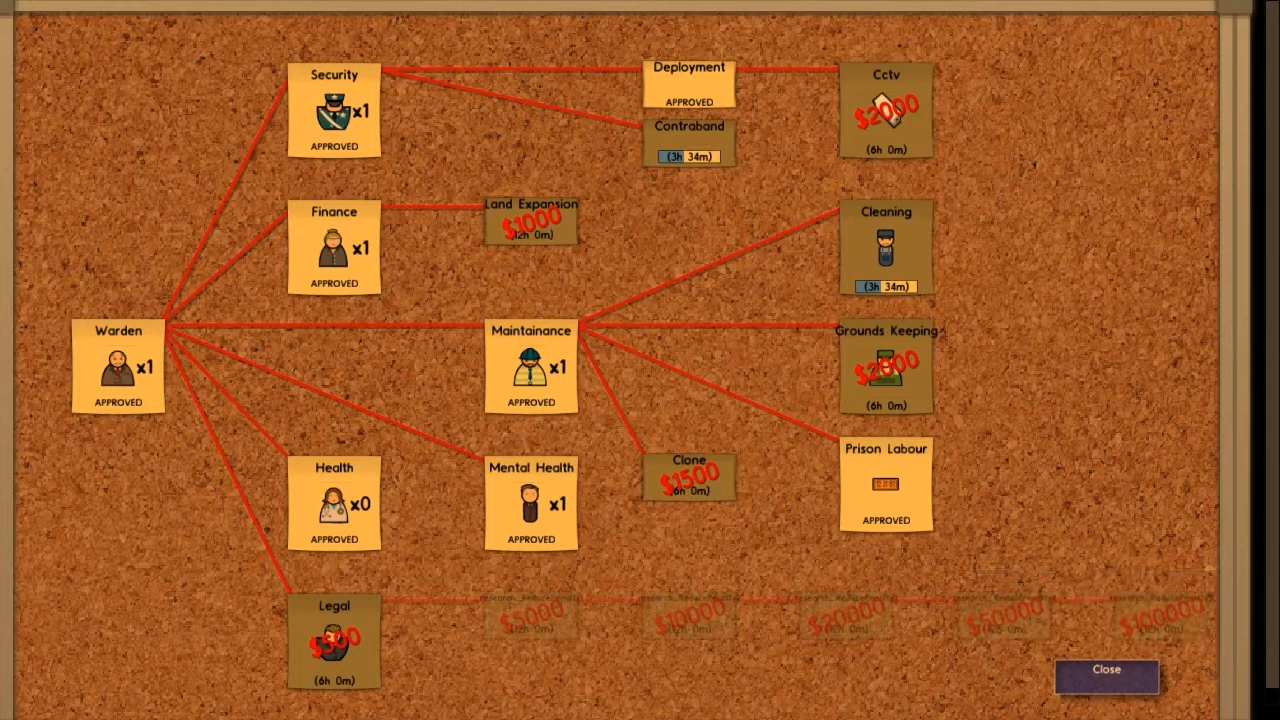 Security
x1
APPROVED
Deployment
APPROVED
Cctv
$2000
(6h 0m)
Contraband
(3h 34m)
Finance
x1
APPROVED
Land Expansion
$1000
(12h 0m)
Cleaning
(3h 34m)
Warden
x1
APPROVED
Maintainance
x1
APPROVED
Grounds Keeping
$2000
(6h 0m)
Health
x0
APPROVED
Mental Health
x1
APPROVED
Clone
$1500
(6h 0m)
Prison Labour
APPROVED
Legal
$500
(6h 0m)
$5000
$10000
$20000
$50000
$100000
Close